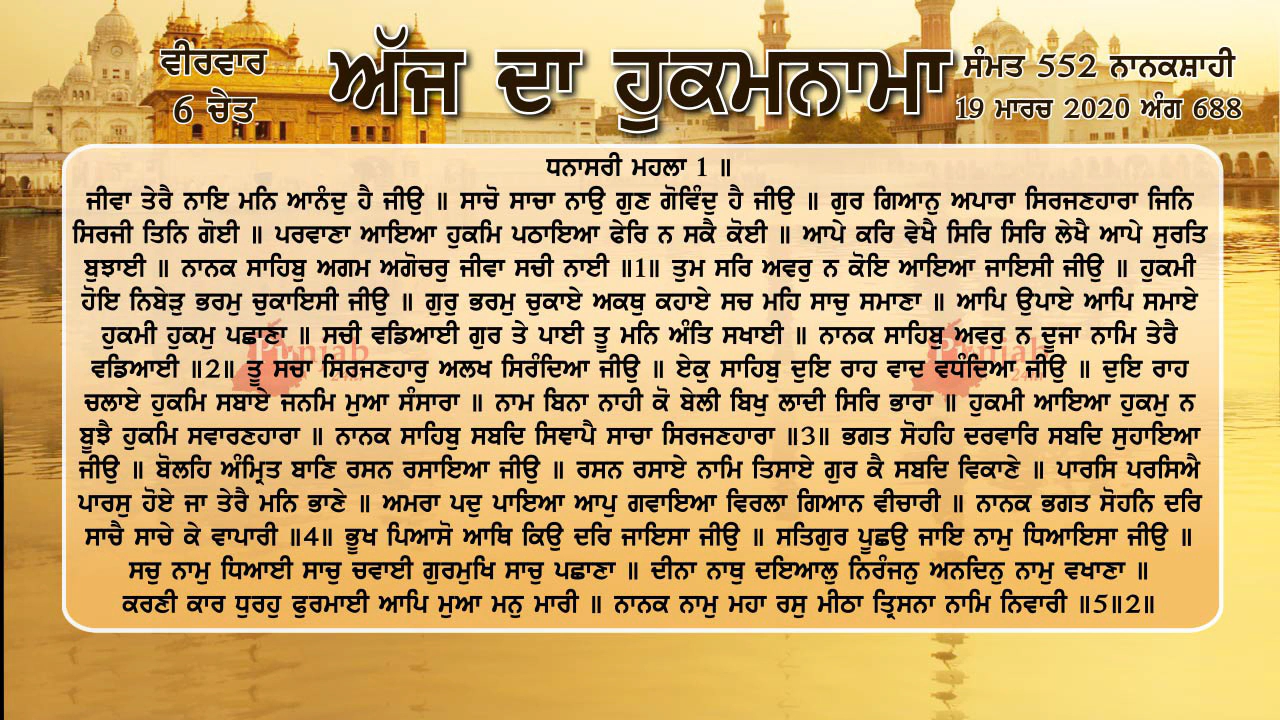 ਵੀਰਵਾਰ
6 ਚੇਤ
ਅੱਜ ਦਾ ਹੁਕਮਨਾਮਾ
ਸੰਮਤ 552 ਨਾਨਕਸ਼ਾਹੀ
19 ਮਾਰਚ 2020 ਅੰਗ 688
ਧਨਾਸਰੀ ਮਹਲਾ 1 ॥
ਜੀਵਾ ਤੇਰੈ ਨਾਇ ਮਨਿ ਆਨੰਦੁ ਹੈ ਜੀਉ ॥ ਸਾਚੋ ਸਾਚਾ ਨਾਉ ਗੁਣ ਗੋਵਿੰਦੁ ਹੈ ਜੀਉ ॥ ਗੁਰ ਗਿਆਨੁ ਅਪਾਰਾ ਸਿਰਜਣਹਾਰਾ ਜਿਨਿ
ਸਿਰਜੀ ਤਿਨਿ ਗੋਈ ॥ ਪਰਵਾਣਾ ਆਇਆ ਹੁਕਮਿ ਪਠਾਇਆ ਫੇਰਿ ਨ ਸਕੈ ਕੋਈ ॥ ਆਪੇ ਕਰਿ ਵੇਖੈ ਸਿਰਿ ਸਿਰਿ ਲੇਖੈ ਆਪੇ ਸੁਰਤਿ
ਬੁਝਾਈ ॥ ਨਾਨਕ ਸਾਹਿਬੁ ਅਗਮ ਅਗੋਚਰੁ ਜੀਵਾ ਸਚੀ ਨਾਈ ॥1॥ ਤੁਮ ਸਰਿ ਅਵਰੁ ਨ ਕੋਇ ਆਇਆ ਜਾਇਸੀ ਜੀਉ ॥ ਹੁਕਮੀ
ਹੋਇ ਨਿਬੇੜੁ ਭਰਮੁ ਚੁਕਾਇਸੀ ਜੀਉ ॥ ਗੁਰੁ ਭਰਮੁ ਚੁਕਾਏ ਅਕਥੁ ਕਹਾਏ ਸਚ ਮਹਿ ਸਾਚੁ ਸਮਾਣਾ ॥ ਆਪਿ ਉਪਾਏ ਆਪਿ ਸਮਾਏ
ਹੁਕਮੀ ਹੁਕਮੁ ਪਛਾਣਾ ॥ ਸਚੀ ਵਡਿਆਈ ਗੁਰ ਤੇ ਪਾਈ ਤੂ ਮਨਿ ਅੰਤਿ ਸਖਾਈ ॥ ਨਾਨਕ ਸਾਹਿਬੁ ਅਵਰੁ ਨ ਦੂਜਾ ਨਾਮਿ ਤੇਰੈ
ਵਡਿਆਈ ॥2॥ ਤੂ ਸਚਾ ਸਿਰਜਣਹਾਰੁ ਅਲਖ ਸਿਰੰਦਿਆ ਜੀਉ ॥ ਏਕੁ ਸਾਹਿਬੁ ਦੁਇ ਰਾਹ ਵਾਦ ਵਧੰਦਿਆ ਜੀਉ ॥ ਦੁਇ ਰਾਹ
ਚਲਾਏ ਹੁਕਮਿ ਸਬਾਏ ਜਨਮਿ ਮੁਆ ਸੰਸਾਰਾ ॥ ਨਾਮ ਬਿਨਾ ਨਾਹੀ ਕੋ ਬੇਲੀ ਬਿਖੁ ਲਾਦੀ ਸਿਰਿ ਭਾਰਾ ॥ ਹੁਕਮੀ ਆਇਆ ਹੁਕਮੁ ਨ
ਬੂਝੈ ਹੁਕਮਿ ਸਵਾਰਣਹਾਰਾ ॥ ਨਾਨਕ ਸਾਹਿਬੁ ਸਬਦਿ ਸਿਞਾਪੈ ਸਾਚਾ ਸਿਰਜਣਹਾਰਾ ॥3॥ ਭਗਤ ਸੋਹਹਿ ਦਰਵਾਰਿ ਸਬਦਿ ਸੁਹਾਇਆ
ਜੀਉ ॥ ਬੋਲਹਿ ਅੰਮ੍ਰਿਤ ਬਾਣਿ ਰਸਨ ਰਸਾਇਆ ਜੀਉ ॥ ਰਸਨ ਰਸਾਏ ਨਾਮਿ ਤਿਸਾਏ ਗੁਰ ਕੈ ਸਬਦਿ ਵਿਕਾਣੇ ॥ ਪਾਰਸਿ ਪਰਸਿਐ
ਪਾਰਸੁ ਹੋਏ ਜਾ ਤੇਰੈ ਮਨਿ ਭਾਣੇ ॥ ਅਮਰਾ ਪਦੁ ਪਾਇਆ ਆਪੁ ਗਵਾਇਆ ਵਿਰਲਾ ਗਿਆਨ ਵੀਚਾਰੀ ॥ ਨਾਨਕ ਭਗਤ ਸੋਹਨਿ ਦਰਿ
ਸਾਚੈ ਸਾਚੇ ਕੇ ਵਾਪਾਰੀ ॥4॥ ਭੂਖ ਪਿਆਸੋ ਆਥਿ ਕਿਉ ਦਰਿ ਜਾਇਸਾ ਜੀਉ ॥ ਸਤਿਗੁਰ ਪੂਛਉ ਜਾਇ ਨਾਮੁ ਧਿਆਇਸਾ ਜੀਉ ॥
ਸਚੁ ਨਾਮੁ ਧਿਆਈ ਸਾਚੁ ਚਵਾਈ ਗੁਰਮੁਖਿ ਸਾਚੁ ਪਛਾਣਾ ॥ ਦੀਨਾ ਨਾਥੁ ਦਇਆਲੁ ਨਿਰੰਜਨੁ ਅਨਦਿਨੁ ਨਾਮੁ ਵਖਾਣਾ ॥
ਕਰਣੀ ਕਾਰ ਧੁਰਹੁ ਫੁਰਮਾਈ ਆਪਿ ਮੁਆ ਮਨੁ ਮਾਰੀ ॥ ਨਾਨਕ ਨਾਮੁ ਮਹਾ ਰਸੁ ਮੀਠਾ ਤ੍ਰਿਸਨਾ ਨਾਮਿ ਨਿਵਾਰੀ ॥5॥2॥